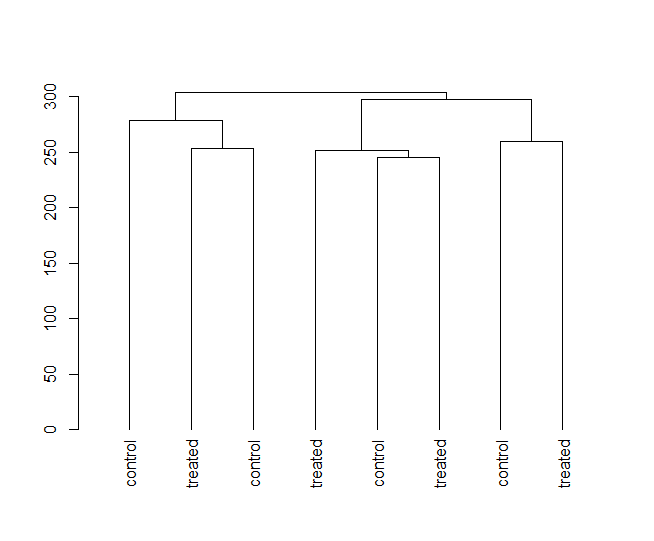 300
250
200
150
100
50
0
control
treated
control
treated
control
treated
control
treated